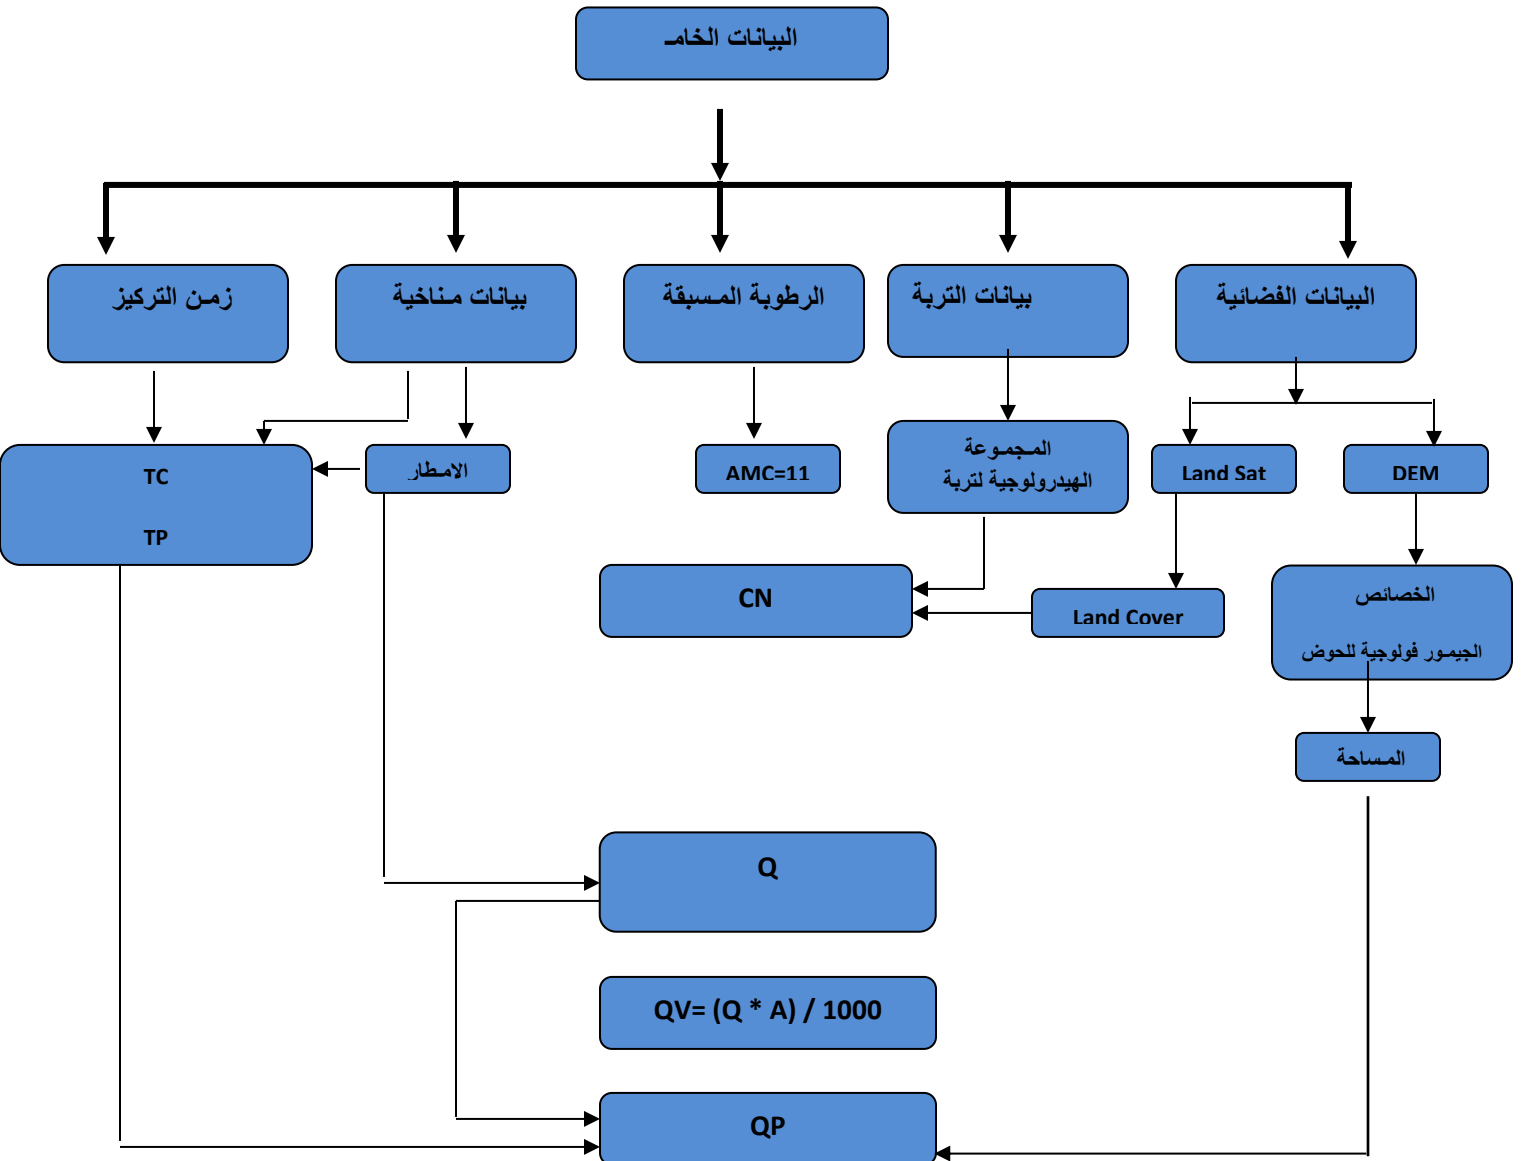 البيانات الخامـ
البيانات الفضائية
بيانات التربة
الرطوبة المسبقة
بيانات مناخية
زمن التركيز
DEM
Land Sat
المجموعة
الهيدرولوجية لتربة
AMC=11
الامطار
TC
TP
الخصائص
الجيمور فولوجية للحوض
Land Cover
CN
المساحة
Q
QV= (Q * A) / 1000
QP